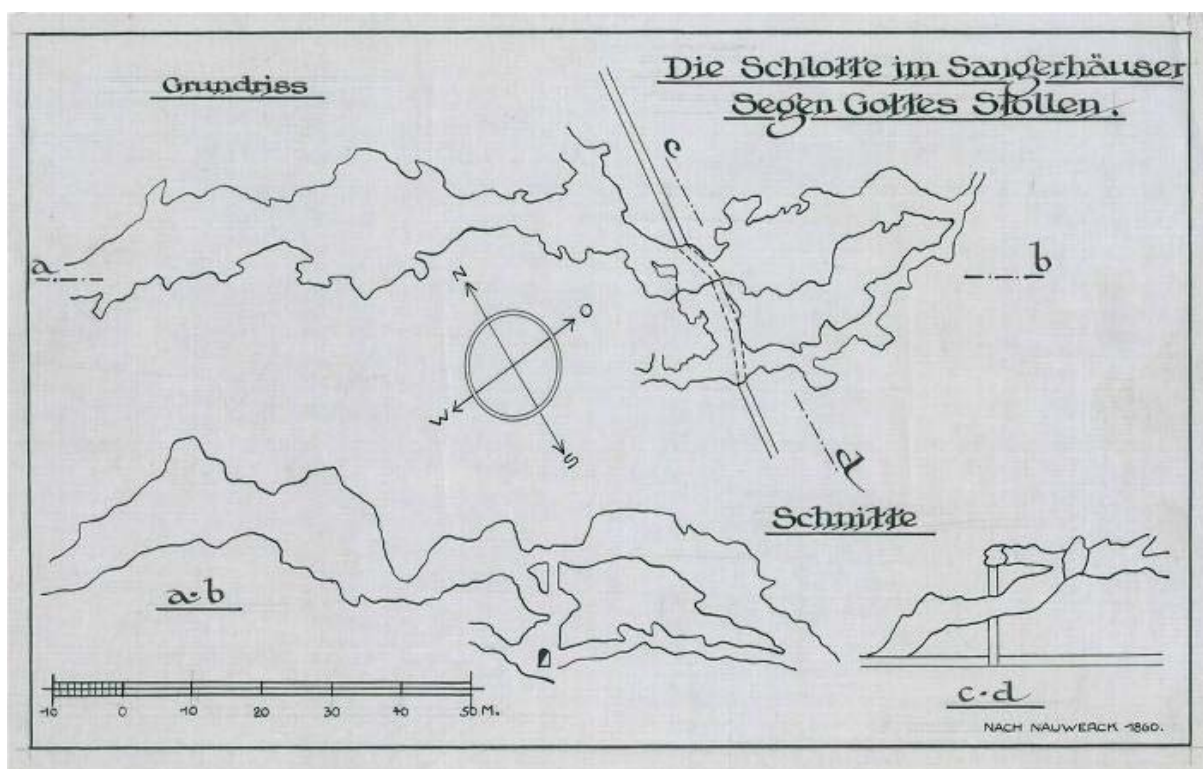 Grundriss
Die Schlotte im Sangerhäuser
Segen Gottes Stollen.
c
a
b
N
O
W
S
d
Schnitte
a-b
-10 0 10 20 30 40 50 M.
c-d
NACH NAUWERCK 1860.